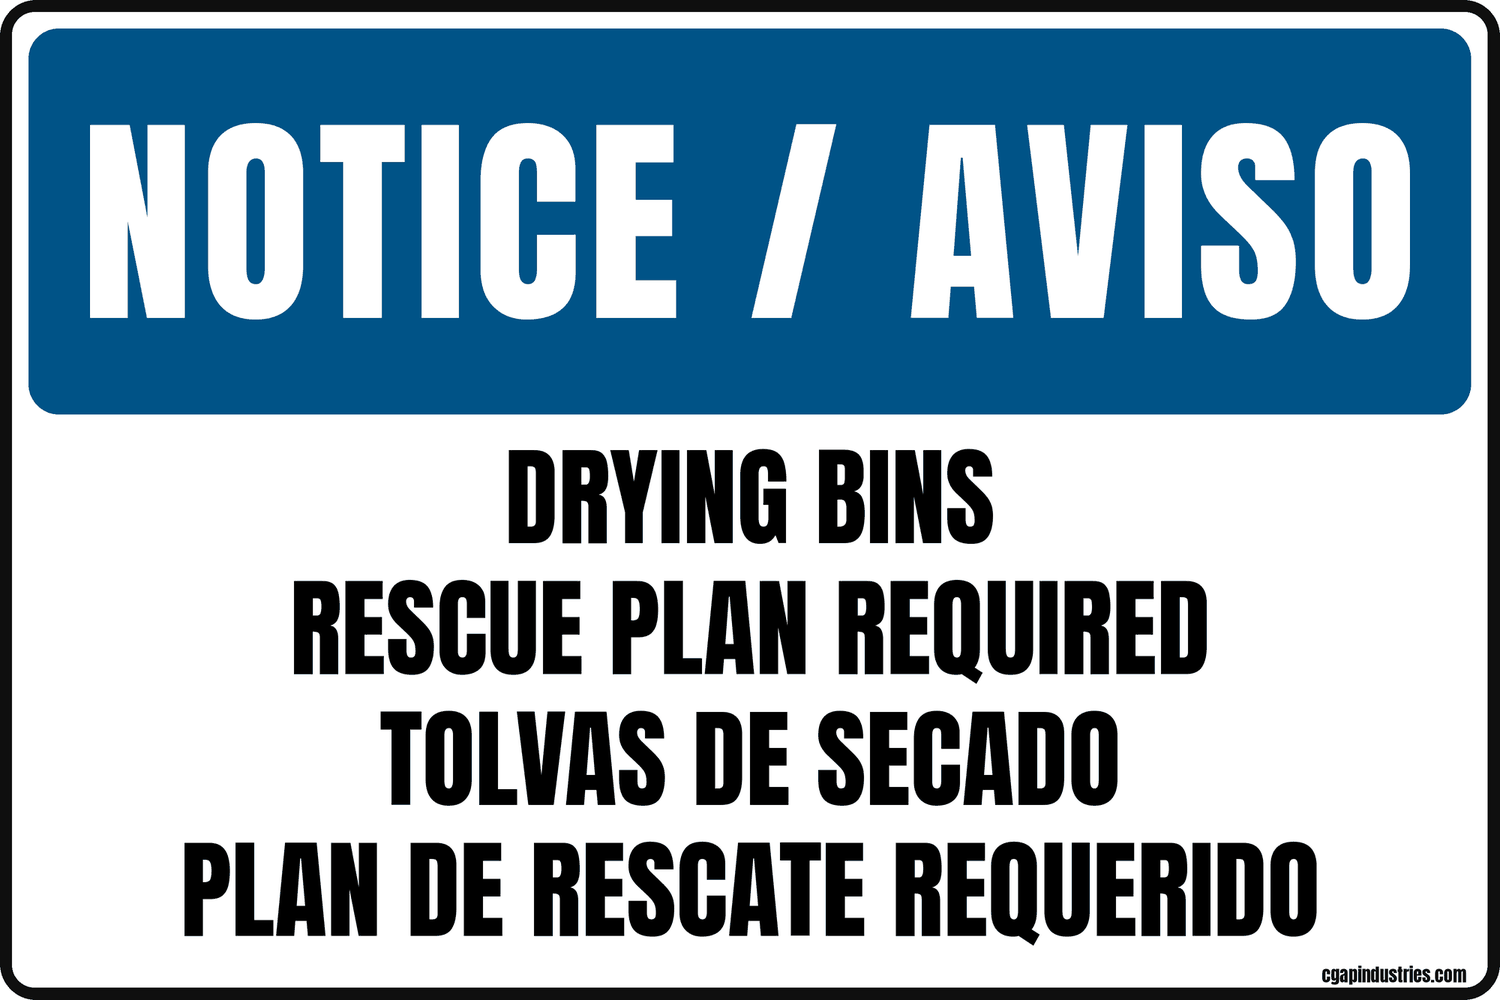 NOTICE / AVISO
DRYING BINS
RESCUE PLAN REQUIRED
TOLVAS DE SECADO
PLAN DE RESCATE REQUERIDO
cgapindustries.com